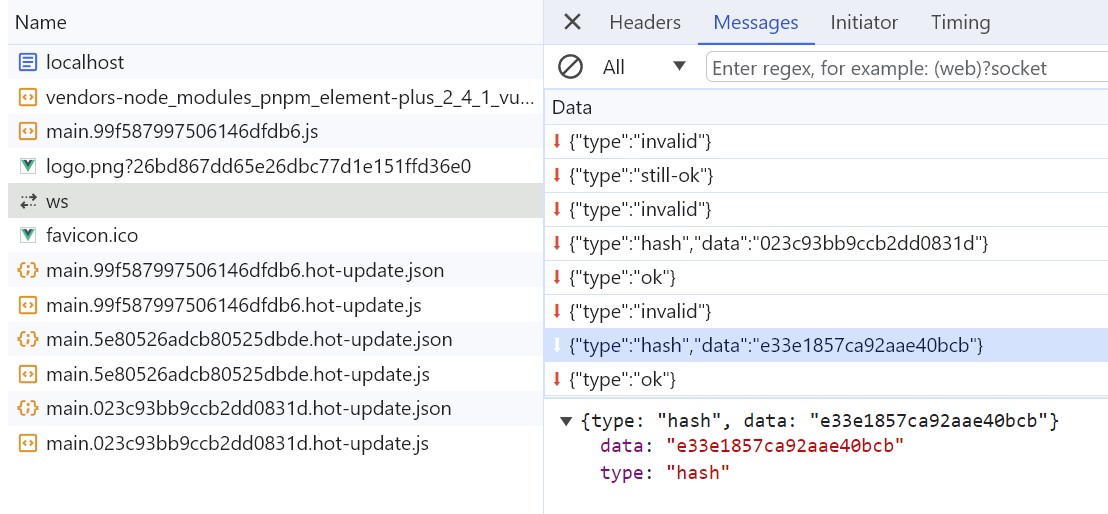 Name
localhost
vendors-node_modules_pnpm_element-plus_2_4_1_vu...
main.99f587997506146dfdb6.js
logo.png?26bd867dd65e26dbc77d1e151ffd36e0
ws
favicon.ico
main.99f587997506146dfdb6.hot-update.json
main.99f587997506146dfdb6.hot-update.js
main.5e80526adcb80525dbde.hot-update.json
main.5e80526adcb80525dbde.hot-update.js
main.023c93bb9ccb2dd0831d.hot-update.json
main.023c93bb9ccb2dd0831d.hot-update.js
Headers Messages Initiator Timing
All Enter regex, for example: (web)?socket
Data
{"type":"invalid"}
{"type":"still-ok"}
{"type":"invalid"}
{"type":"hash","data":"023c93bb9ccb2dd0831d"}
{"type":"ok"}
{"type":"invalid"}
{"type":"hash","data":"e33e1857ca92aae40bcb"}
{"type":"ok"}
{type: "hash", data: "e33e1857ca92aae40bcb"}
data: "e33e1857ca92aae40bcb"
type: "hash"